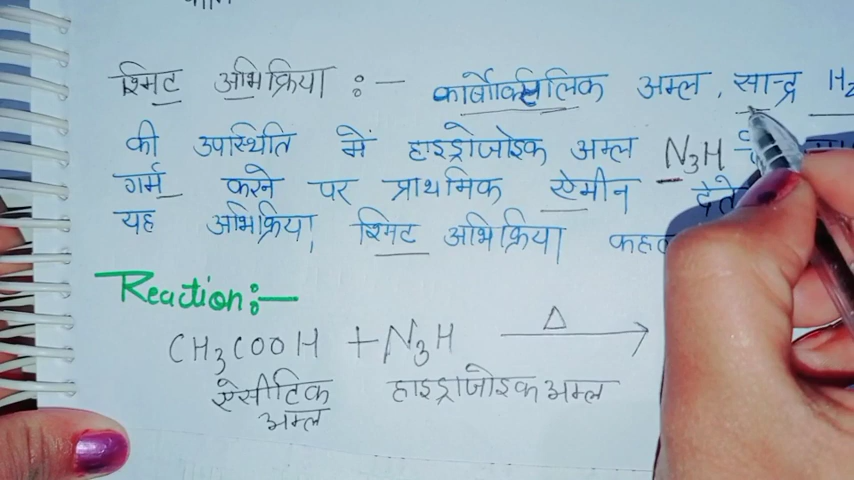 श्मिट अभिक्रिया :- कार्बोक्सिलिक अम्ल, सान्द्र
की उपस्थिति में हाइड्रोजोइक अम्ल N₃H
गर्म करने पर प्राथमिक ऐमीन
यह अभिक्रिया, श्मिट अभिक्रिया
Reaction:-
CH₃COOH + N₃H Δ →
ऐसीटिक हाइड्राजोइक अम्ल
अम्ल